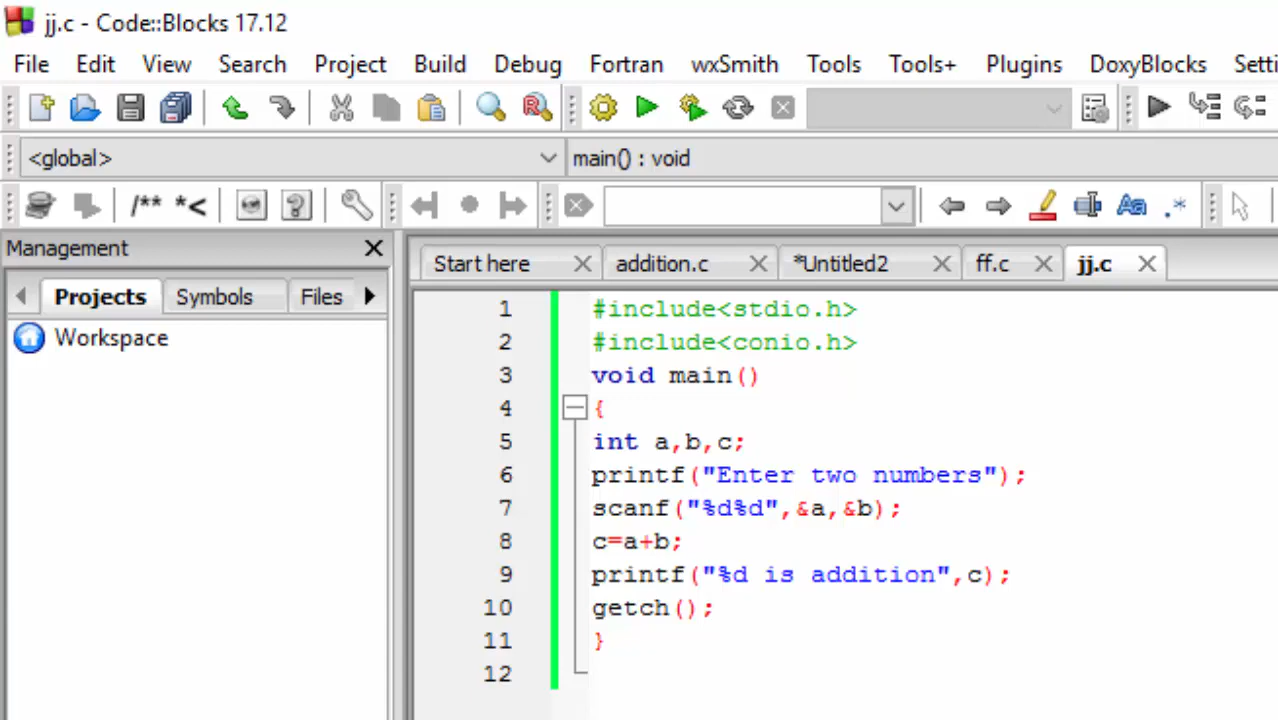 jj.c - Code::Blocks 17.12
File Edit View Search Project Build Debug Fortran wxSmith Tools Tools+ Plugins DoxyBlocks Setti
<global> main() : void
/** *<
Management
Start here addition.c *Untitled2 ff.c jj.c
Projects Symbols Files
Workspace
1 #include<stdio.h>
2 #include<conio.h>
3 void main()
4 {
5 int a,b,c;
6 printf("Enter two numbers");
7 scanf("%d%d",&a,&b);
8 c=a+b;
9 printf("%d is addition",c);
10 getch();
11 }
12